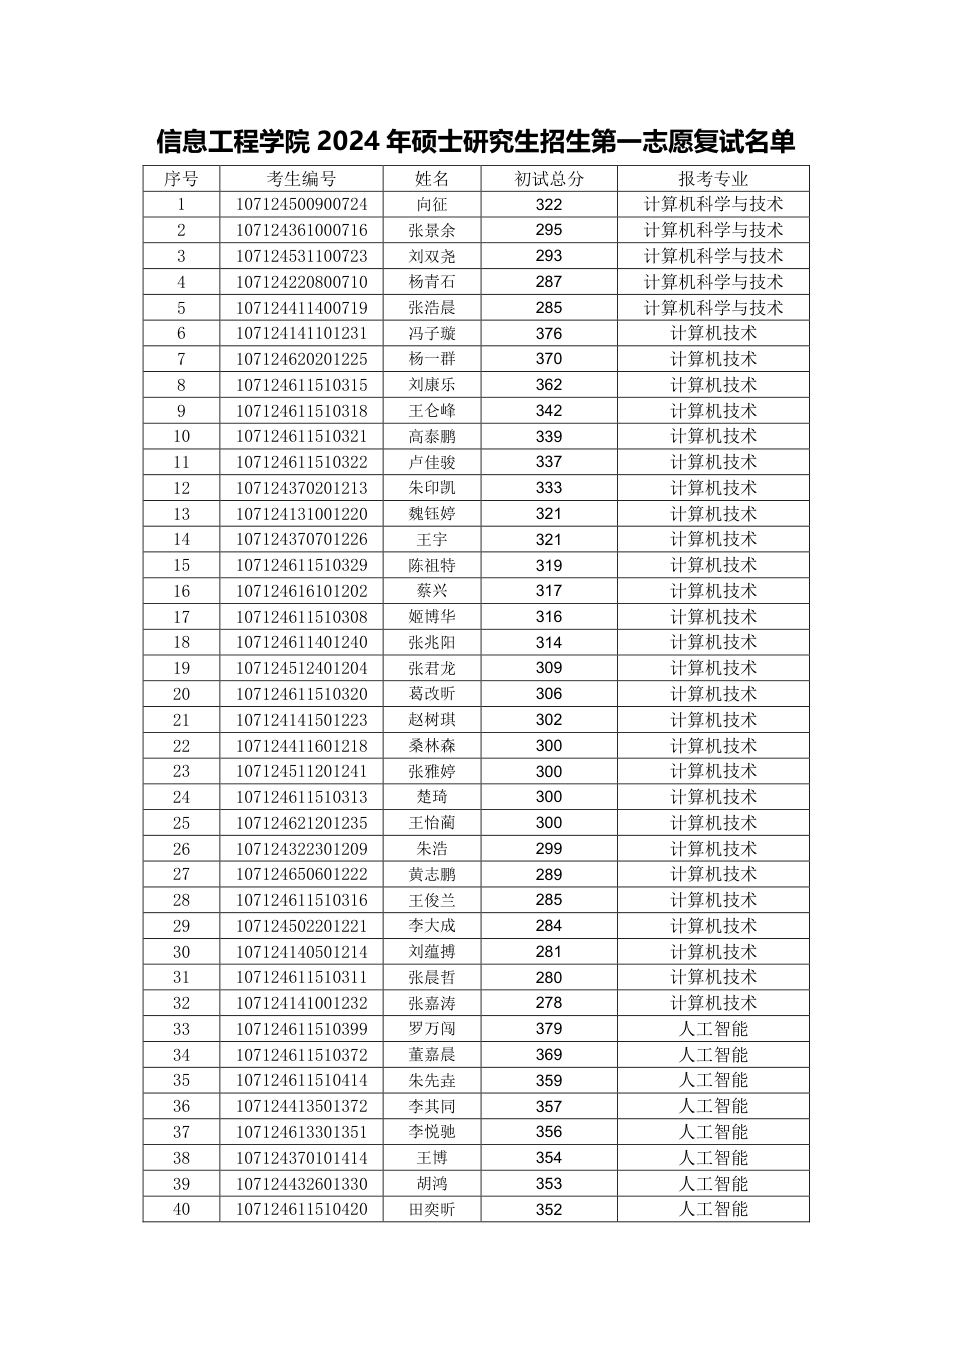 信息工程学院 2024 年硕士研究生招生第一志愿复试名单
序号 考生编号 姓名 初试总分 报考专业
1 107124500900724 向征 322 计算机科学与技术
2 107124361000716 张景余 295 计算机科学与技术
3 107124531100723 刘双尧 293 计算机科学与技术
4 107124220800710 杨青石 287 计算机科学与技术
5 107124411400719 张浩晨 285 计算机科学与技术
6 107124141101231 冯子璇 376 计算机技术
7 107124620201225 杨一群 370 计算机技术
8 107124611510315 刘康乐 362 计算机技术
9 107124611510318 王仑峰 342 计算机技术
10 107124611510321 高泰鹏 339 计算机技术
11 107124611510322 卢佳骏 337 计算机技术
12 107124370201213 朱印凯 333 计算机技术
13 107124131001220 魏钰婷 321 计算机技术
14 107124370701226 王宇 321 计算机技术
15 107124611510329 陈祖特 319 计算机技术
16 107124616101202 蔡兴 317 计算机技术
17 107124611510308 姬博华 316 计算机技术
18 107124611401240 张兆阳 314 计算机技术
19 107124512401204 张君龙 309 计算机技术
20 107124611510320 葛改昕 306 计算机技术
21 107124141501223 赵树琪 302 计算机技术
22 107124411601218 桑林森 300 计算机技术
23 107124511201241 张雅婷 300 计算机技术
24 107124611510313 楚琦 300 计算机技术
25 107124621201235 王怡蔺 300 计算机技术
26 107124322301209 朱浩 299 计算机技术
27 107124650601222 黄志鹏 289 计算机技术
28 107124611510316 王俊兰 285 计算机技术
29 107124502201221 李大成 284 计算机技术
30 107124140501214 刘蕴搏 281 计算机技术
31 107124611510311 张晨哲 280 计算机技术
32 107124141001232 张嘉涛 278 计算机技术
33 107124611510399 罗万闯 379 人工智能
34 107124611510372 董嘉晨 369 人工智能
35 107124611510414 朱先垚 359 人工智能
36 107124413501372 李其同 357 人工智能
37 107124613301351 李悦驰 356 人工智能
38 107124370101414 王博 354 人工智能
39 107124432601330 胡鸿 353 人工智能
40 107124611510420 田奕昕 352 人工智能